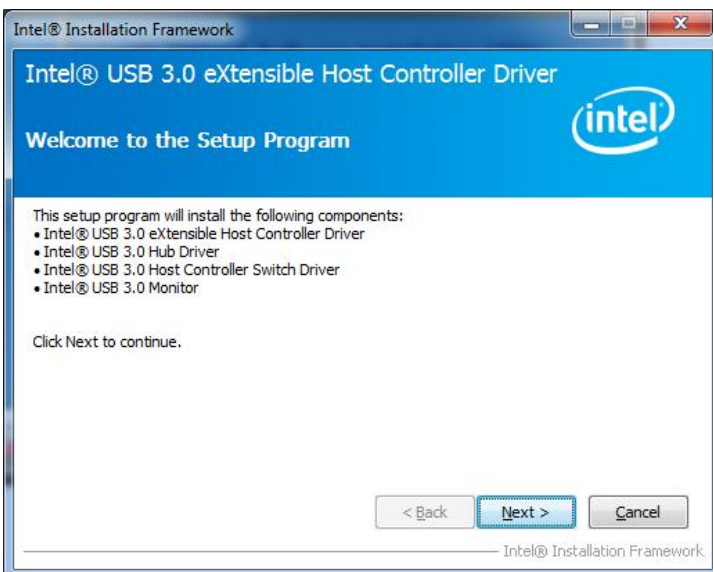 Intel® Installation Framework
Intel® USB 3.0 eXtensible Host Controller Driver
intel
Welcome to the Setup Program
This setup program will install the following components:
• Intel® USB 3.0 eXtensible Host Controller Driver
• Intel® USB 3.0 Hub Driver
• Intel® USB 3.0 Host Controller Switch Driver
• Intel® USB 3.0 Monitor
Click Next to continue.
< Back Next > Cancel
Intel® Installation Framework